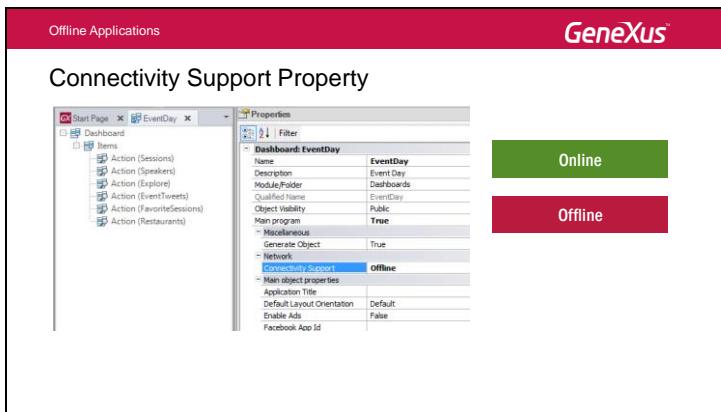 Offline Applications
GeneXus™
Connectivity Support Property
GX Start Page X EventDay X
Dashboard
Items
Action (Sessions)
Action (Speakers)
Action (Explore)
Action (EventTweets)
Action (FavoriteSessions)
Action (Restaurants)
Properties
Filter
Dashboard: EventDay
Name EventDay
Description Event Day
Module/Folder Dashboards
Qualified Name EventDay
Object Visibility Public
Main program True
Miscellaneous
Generate Object True
Network
Connectivity Support Offline
Main object properties
Application Title
Default Layout Orientation Default
Enable Ads False
Facebook App Id
Online
Offline